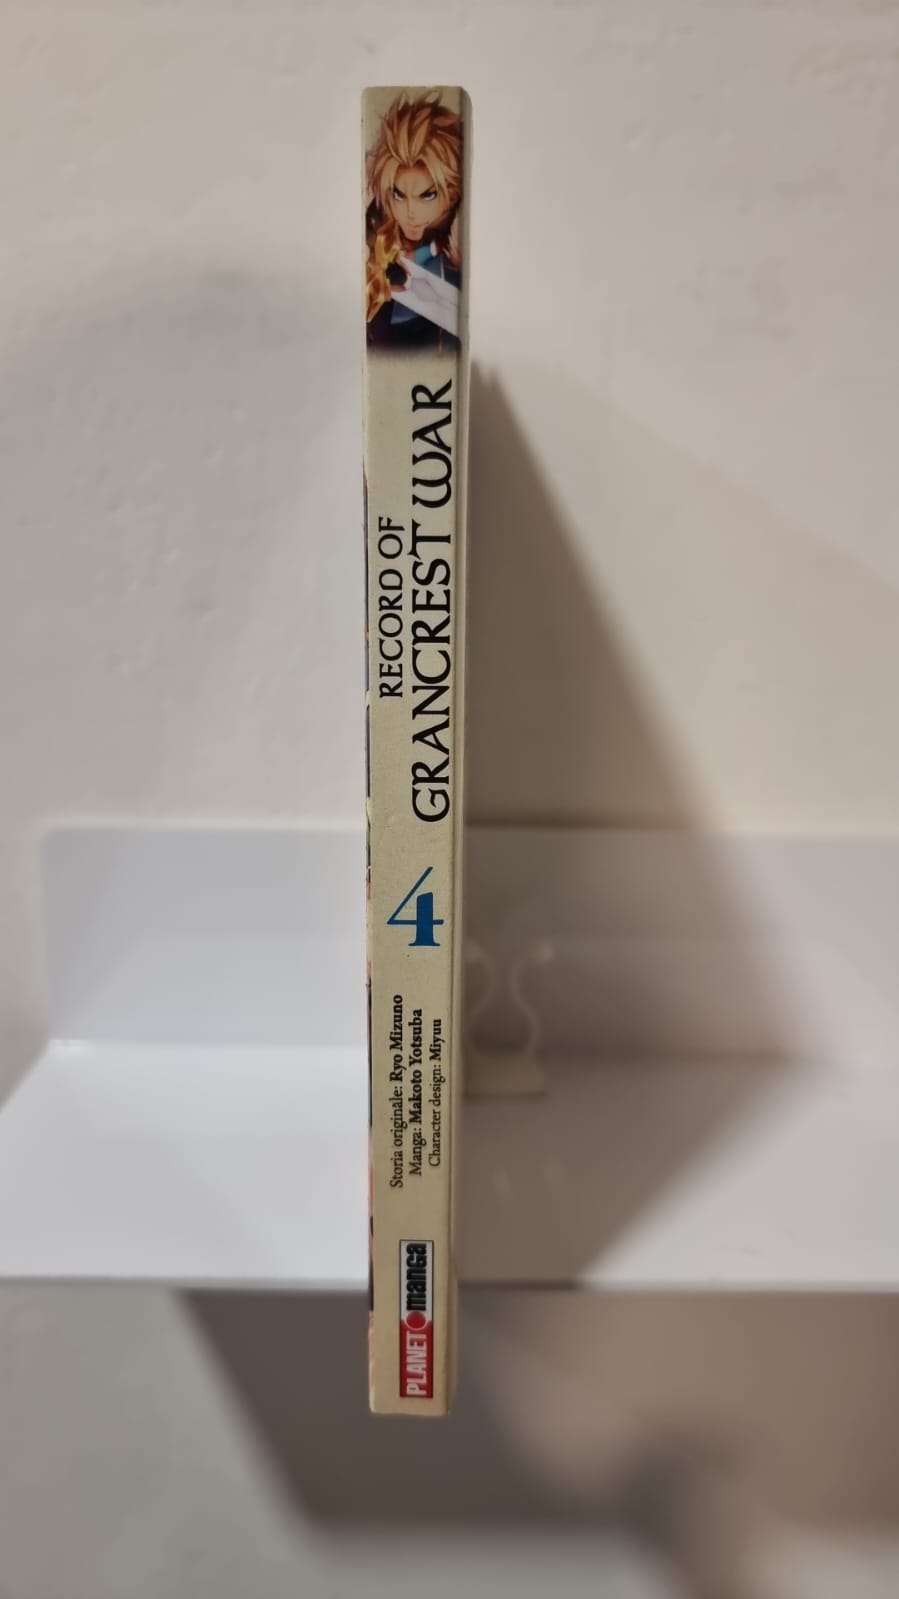 RECORD OF
GRANCREST WAR
4
Storia originale: Ryo Mizuno
Manga: Makoto Yotsuba
Character design: Miyuu
PLANET manga